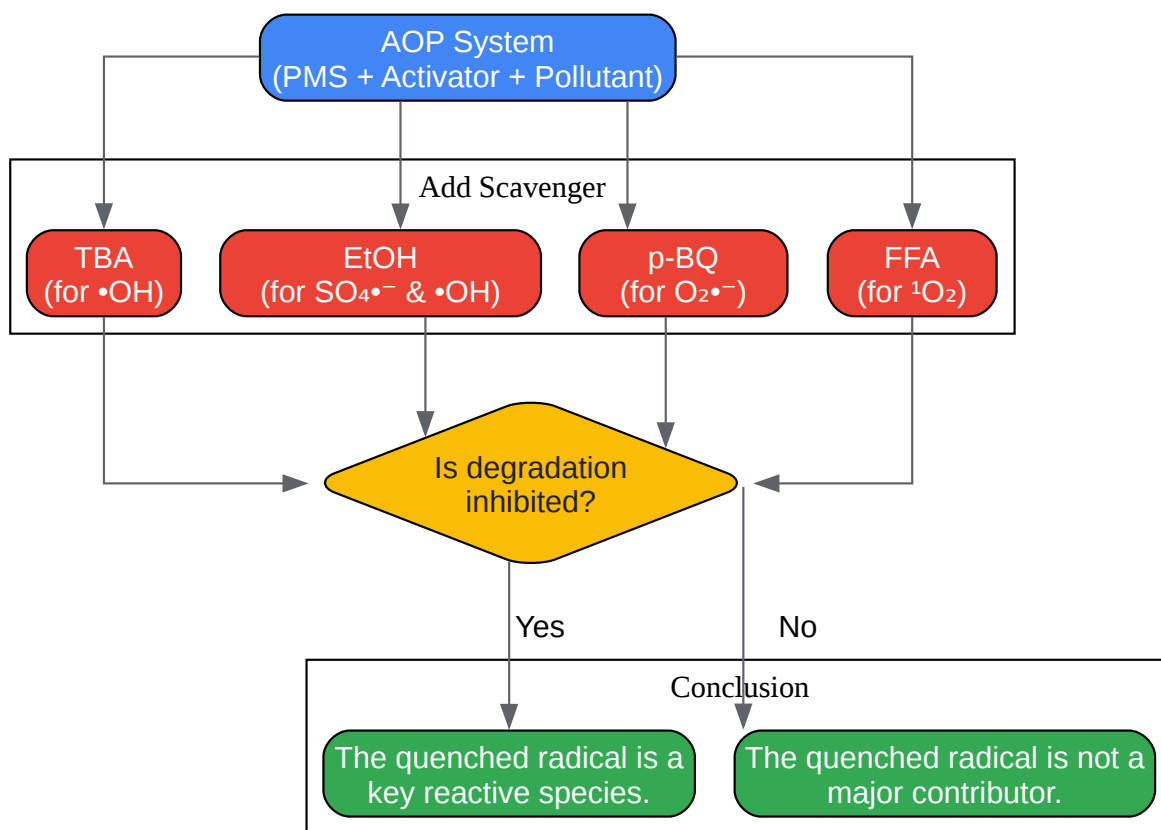 AOP System
(PMS + Activator + Pollutant)
Add Scavenger
TBA
(for •OH)
EtOH
(for SO₄•⁻ & •OH)
p-BQ
(for O₂•⁻)
FFA
(for ¹O₂)
Is degradation
inhibited?
Yes
No
Conclusion
The quenched radical is a
key reactive species.
The quenched radical is not a
major contributor.